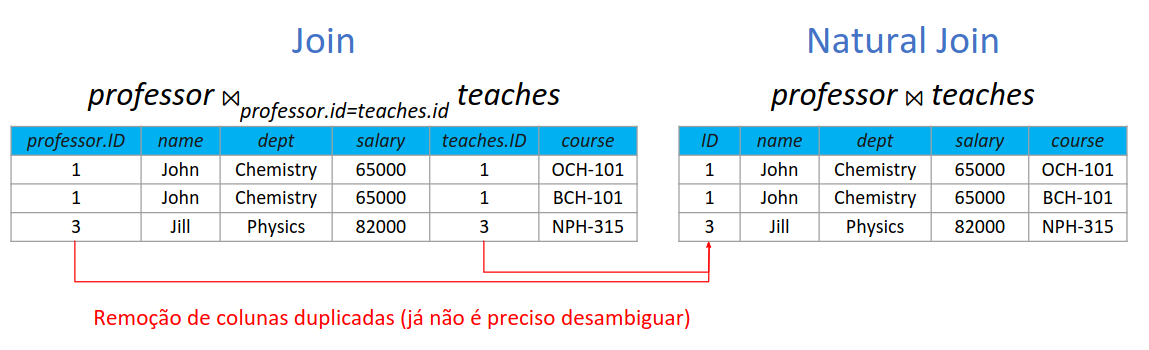 Join
professor ⋈professor.id=teaches.id teaches
professor.ID name dept salary teaches.ID course
1 John Chemistry 65000 1 OCH-101
1 John Chemistry 65000 1 BCH-101
3 Jill Physics 82000 3 NPH-315
Natural Join
professor ⋈ teaches
ID name dept salary course
1 John Chemistry 65000 OCH-101
1 John Chemistry 65000 BCH-101
3 Jill Physics 82000 NPH-315
Remoção de colunas duplicadas (já não é preciso desambiguar)